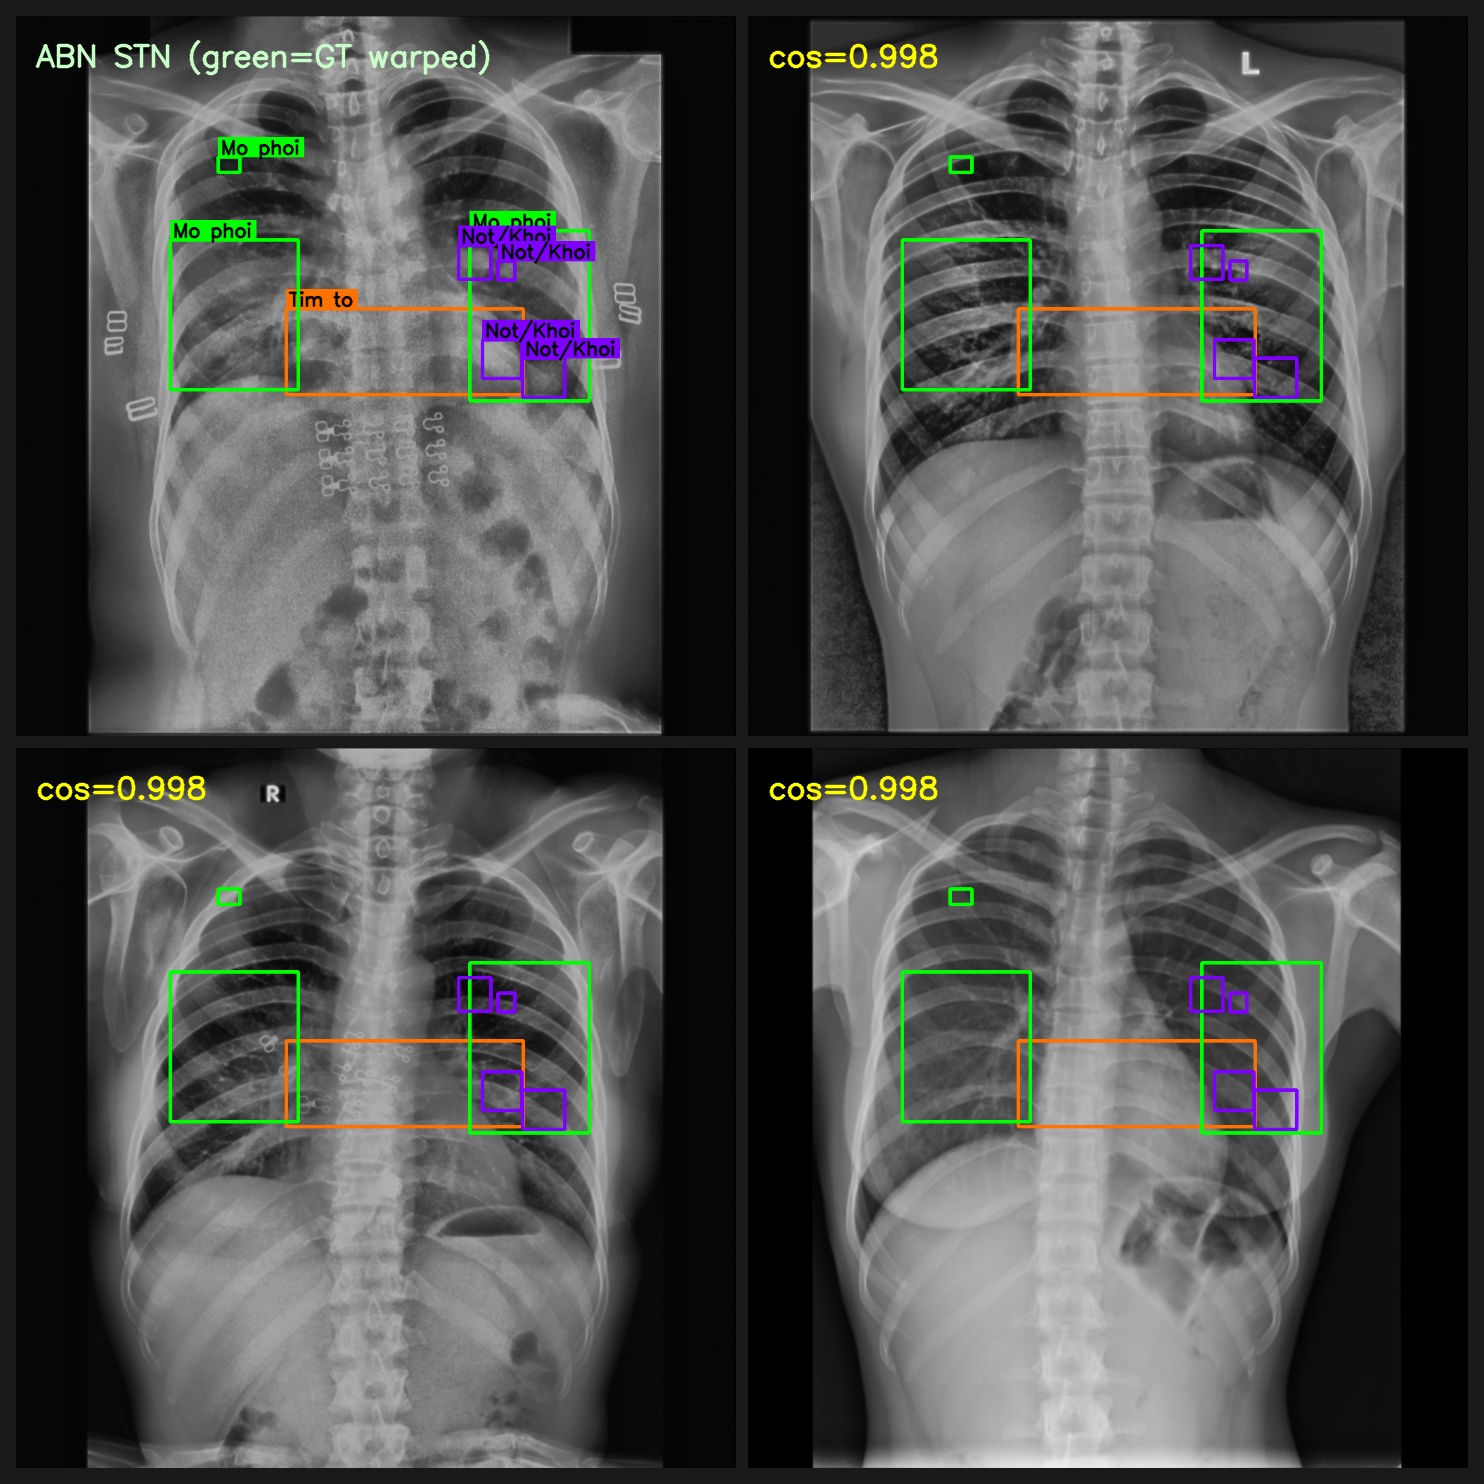 ABN STN (green=GT warped)
Mo phoi
Mo phoi
Mo phoi
Not/Khoi
Not/Khoi
Tim to
Not/Khoi
Not/Khoi
cos=0.998
L
cos=0.998
R
cos=0.998